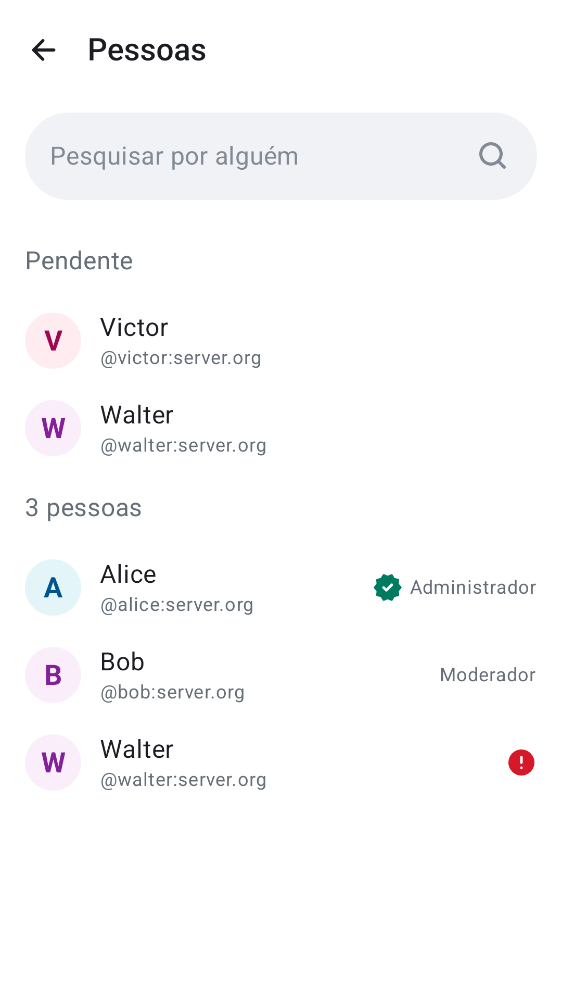 Pessoas
Pesquisar por alguém
Pendente
V
Victor
@victor:server.org
W
Walter
@walter:server.org
3 pessoas
A
Alice
@alice:server.org
Administrador
B
Bob
@bob:server.org
Moderador
W
Walter
@walter:server.org